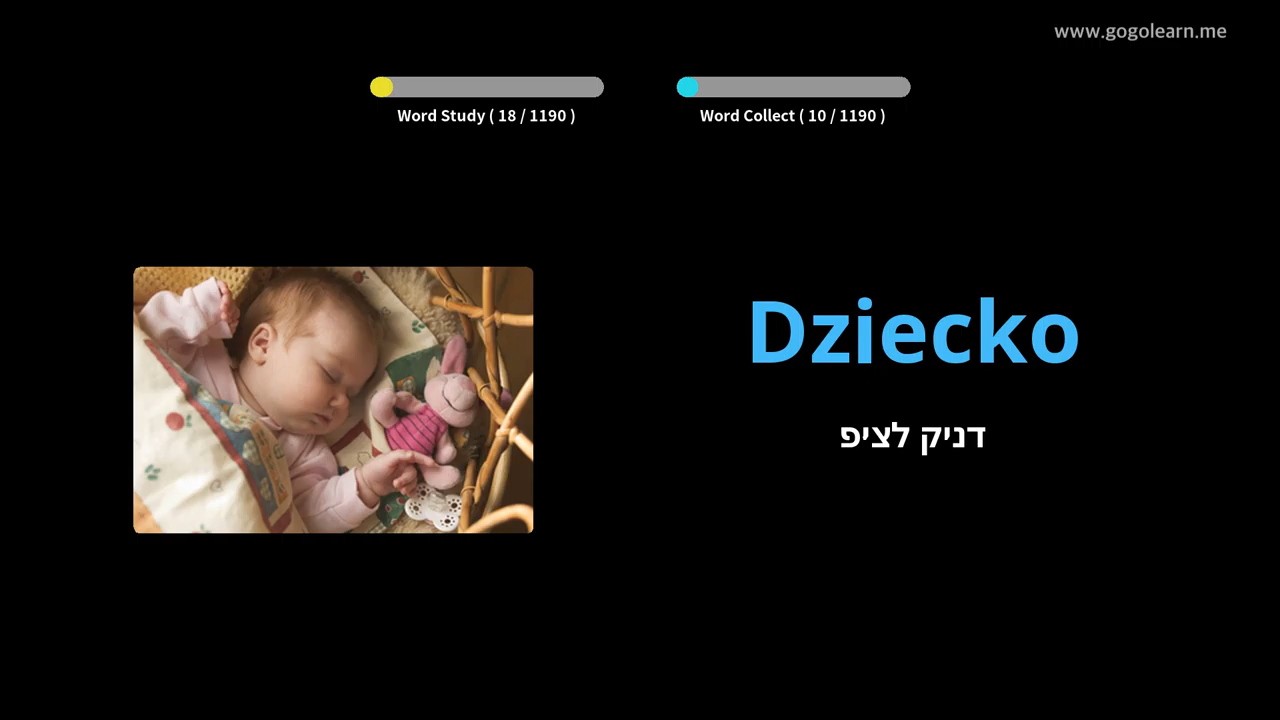 www.gogolearn.me
Word Study ( 18 / 1190 )
Word Collect ( 10 / 1190 )
Dziecko
דניק לציפ